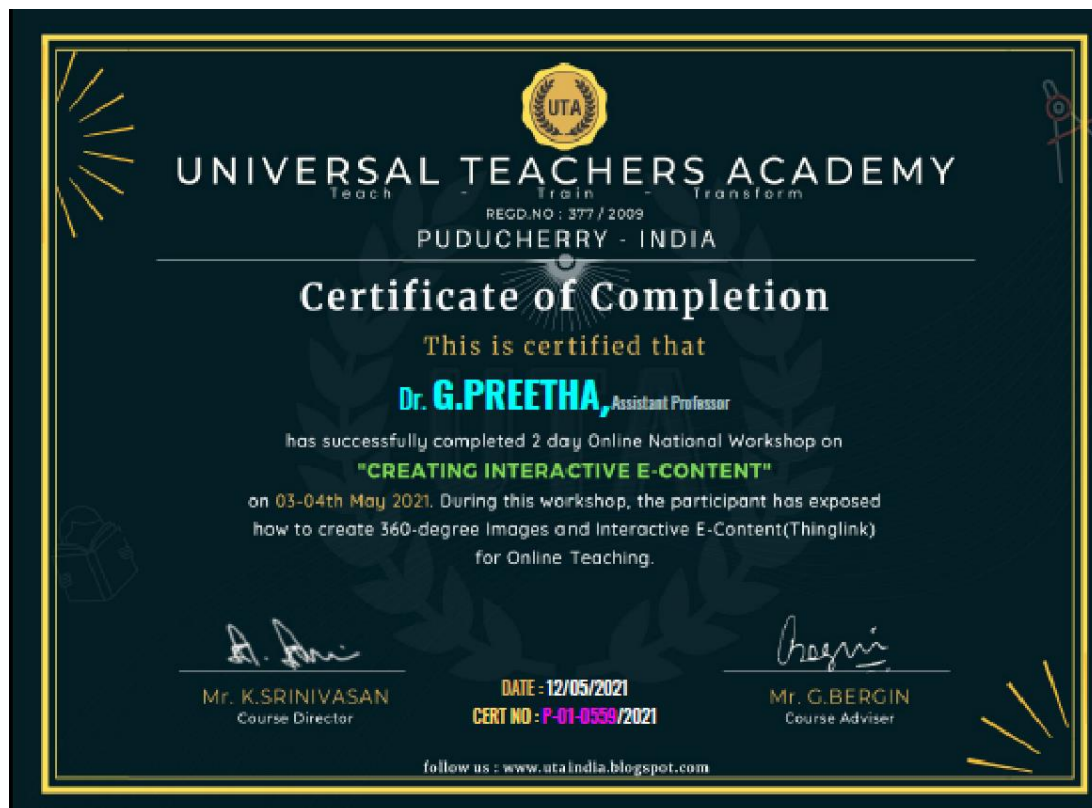 UTA
UNIVERSAL TEACHERS ACADEMY
Teach - Train - Transform
REGD.NO : 377 / 2009
PUDUCHERRY - INDIA
Certificate of Completion
This is certified that
Dr. G.PREETHA, Assistant Professor
has successfully completed 2 day Online National Workshop on
"CREATING INTERACTIVE E-CONTENT"
on 03-04th May 2021. During this workshop, the participant has exposed
how to create 360-degree Images and Interactive E-Content(Thinglink)
for Online Teaching.
Mr. K.SRINIVASAN
Course Director
DATE : 12/05/2021
CERT NO : P-01-0559/2021
Mr. G.BERGIN
Course Adviser
follow us : www.utaindia.blogspot.com